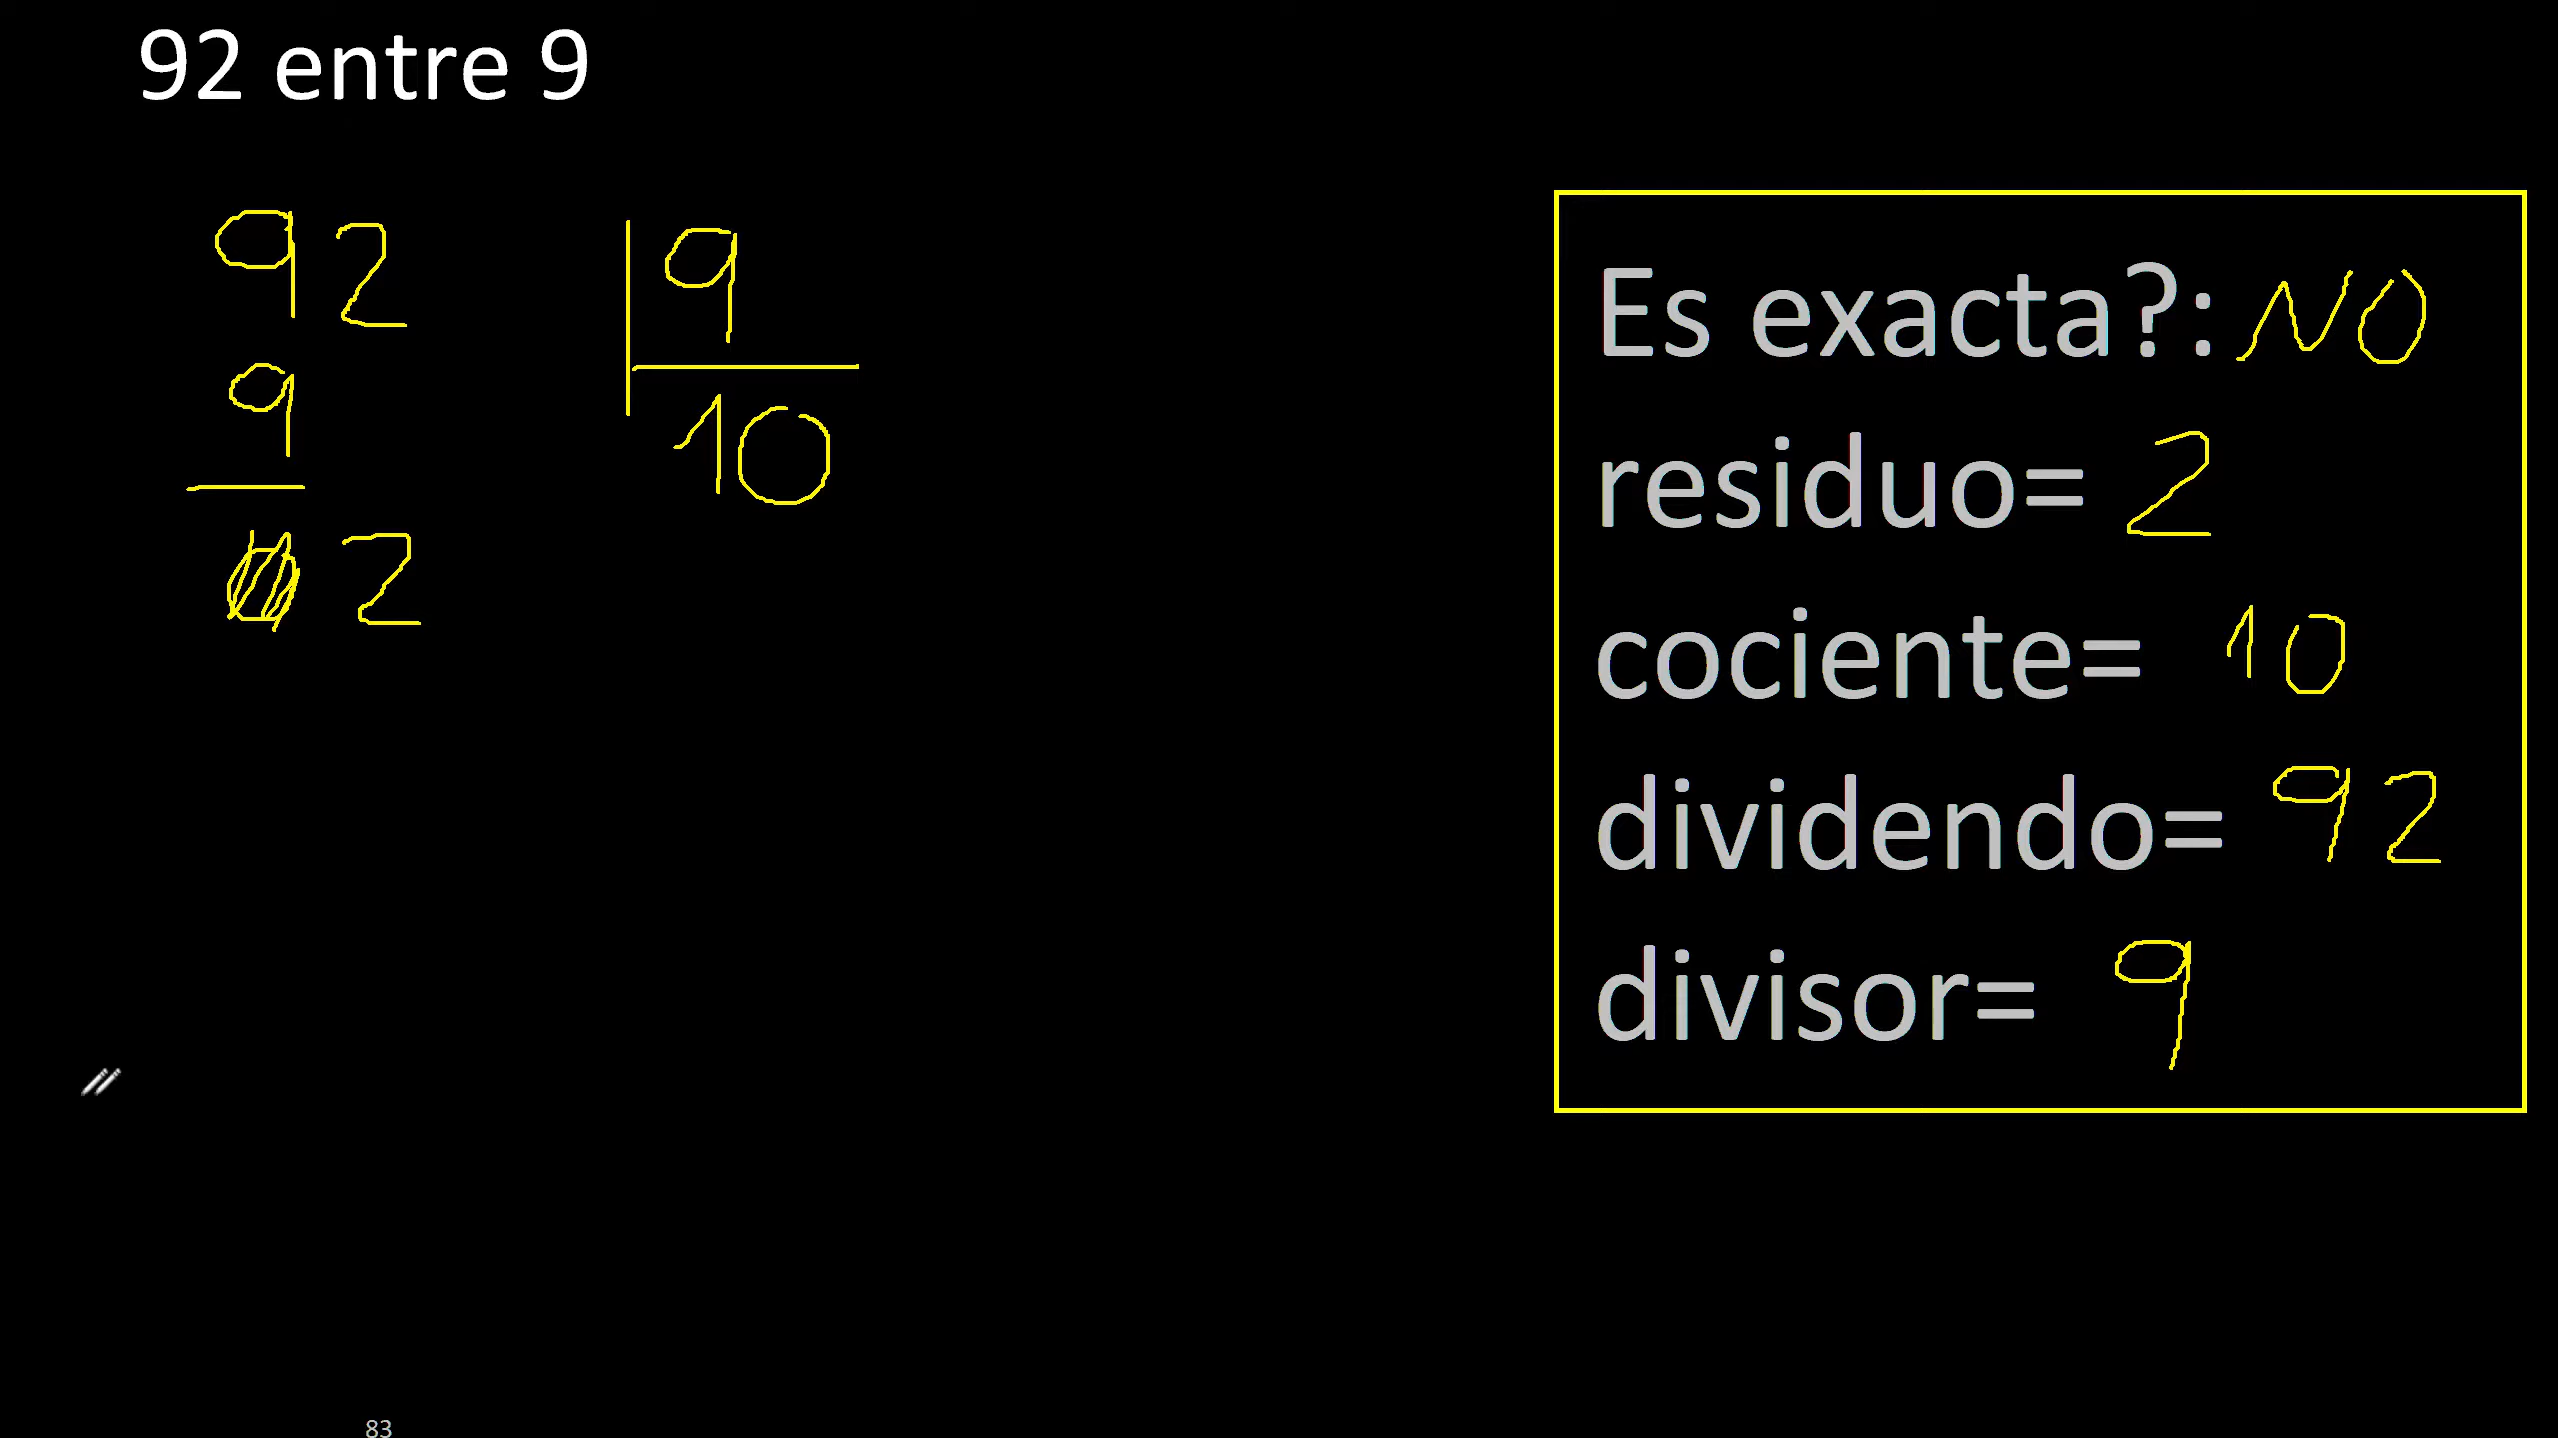 92 entre 9
92 9
9 10
02
Es exacta?: NO
residuo= 2
cociente= 10
dividendo= 92
divisor= 9
83